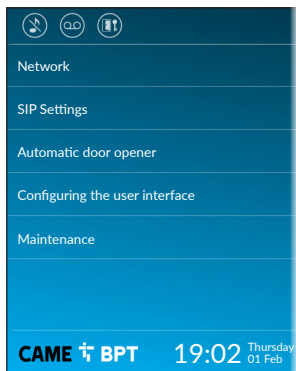 Network
SIP Settings
Automatic door opener
Configuring the user interface
Maintenance
CAME BPT
19:02
Thursday
01 Feb